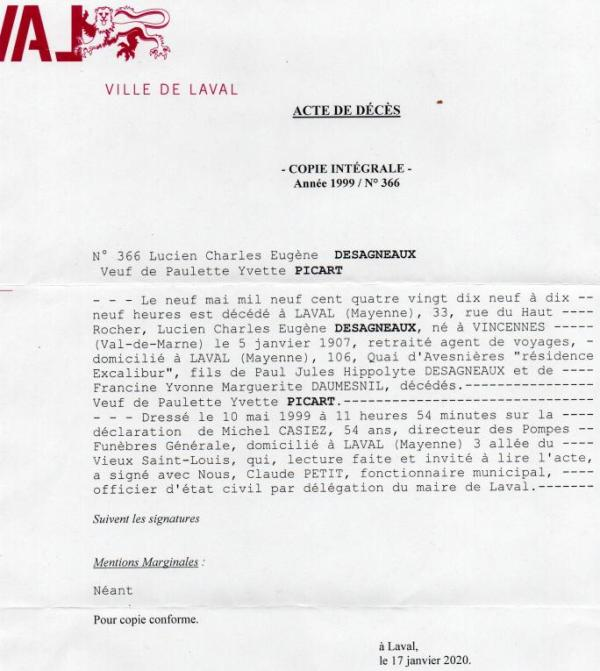 LAVAL
VILLE DE LAVAL
ACTE DE DÉCÈS
- COPIE INTÉGRALE -
Année 1999 / N° 366
N° 366 Lucien Charles Eugène DESAGNEAUX
Veuf de Paulette Yvette PICART
- - - Le neuf mai mil neuf cent quatre vingt dix neuf à dix --
neuf heures est décédé à LAVAL (Mayenne), 33, rue du Haut ----
Rocher, Lucien Charles Eugène DESAGNEAUX, né à VINCENNES -----
(Val-de-Marne) le 5 janvier 1907, retraité agent de voyages, -
domicilié à LAVAL (Mayenne), 106, Quai d'Avesnières "résidence
Excalibur", fils de Paul Jules Hippolyte DESAGNEAUX et de ----
Francine Yvonne Marguerite DAUMESNIL, décédés.---------------
Veuf de Paulette Yvette PICART.-------------------------------
- - - Dressé le 10 mai 1999 à 11 heures 54 minutes sur la ----
déclaration de Michel CASIEZ, 54 ans, directeur des Pompes --
Funèbres Générale, domicilié à LAVAL (Mayenne) 3 allée du ----
Vieux Saint-Louis, qui, lecture faite et invité à lire l'acte,
a signé avec Nous, Claude PETIT, fonctionnaire municipal, ----
officier d'état civil par délégation du maire de Laval.-------
Suivent les signatures
Mentions Marginales :
Néant
Pour copie conforme.
à Laval,
le 17 janvier 2020.